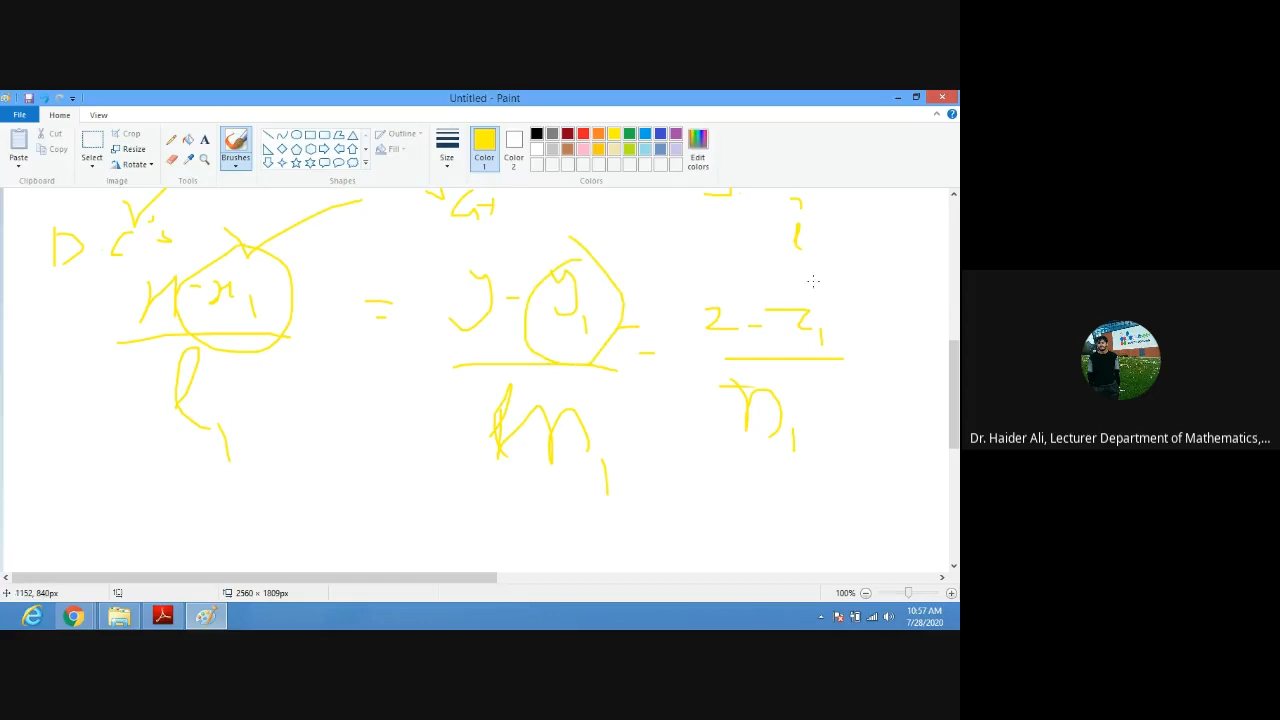 Untitled - Paint
File Home View
Paste Cut Copy Select Crop Resize Rotate Brushes Outline Fill Size Color 1 Color 2 Edit colors
Clipboard Image Tools Shapes Colors
D C's
x - x1 = y - y1 = z - z1
l1 m1 n1
Dr. Haider Ali, Lecturer Department of Mathematics,...
1152, 840px 2560 × 1809px 100%
10:57 AM
7/28/2020